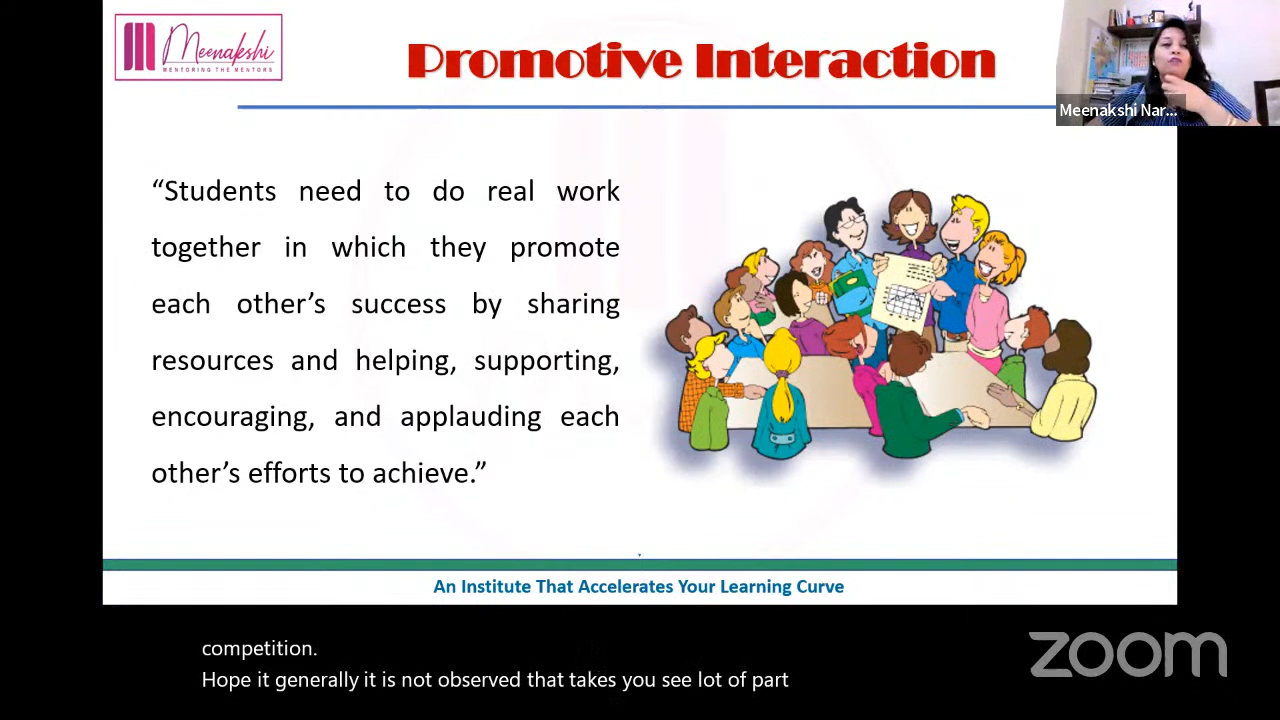 Meenakshi
MENTORING THE MENTORS
Promotive Interaction
Meenakshi Nar...
“Students need to do real work
together in which they promote
each other’s success by sharing
resources and helping, supporting,
encouraging, and applauding each
other’s efforts to achieve.”
An Institute That Accelerates Your Learning Curve
competition.
Hope it generally it is not observed that takes you see lot of part
zoom